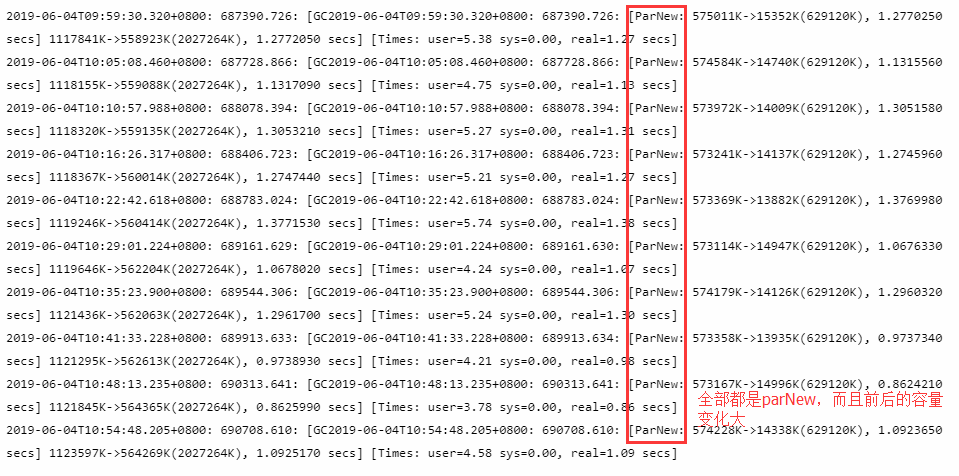 2019-06-04T09:59:30.320+0800: 687390.726: [GC2019-06-04T09:59:30.320+0800: 687390.726: [ParNew: 575011K->15352K(629120K), 1.2770250
secs] 1117841K->558923K(2027264K), 1.2772050 secs] [Times: user=5.38 sys=0.00, real=1.27 secs]
2019-06-04T10:05:08.460+0800: 687728.866: [GC2019-06-04T10:05:08.460+0800: 687728.866: [ParNew: 574584K->14740K(629120K), 1.1315560
secs] 1118155K->559088K(2027264K), 1.1317090 secs] [Times: user=4.75 sys=0.00, real=1.13 secs]
2019-06-04T10:10:57.988+0800: 688078.394: [GC2019-06-04T10:10:57.988+0800: 688078.394: [ParNew: 573972K->14009K(629120K), 1.3051580
secs] 1118320K->559135K(2027264K), 1.3053210 secs] [Times: user=5.27 sys=0.00, real=1.31 secs]
2019-06-04T10:16:26.317+0800: 688406.723: [GC2019-06-04T10:16:26.317+0800: 688406.723: [ParNew: 573241K->14137K(629120K), 1.2745960
secs] 1118367K->560014K(2027264K), 1.2747440 secs] [Times: user=5.21 sys=0.00, real=1.27 secs]
2019-06-04T10:22:42.618+0800: 688783.024: [GC2019-06-04T10:22:42.618+0800: 688783.024: [ParNew: 573369K->13882K(629120K), 1.3769980
secs] 1119246K->560414K(2027264K), 1.3771530 secs] [Times: user=5.74 sys=0.00, real=1.38 secs]
2019-06-04T10:29:01.224+0800: 689161.629: [GC2019-06-04T10:29:01.224+0800: 689161.630: [ParNew: 573114K->14947K(629120K), 1.0676330
secs] 1119646K->562204K(2027264K), 1.0678020 secs] [Times: user=4.24 sys=0.00, real=1.07 secs]
2019-06-04T10:35:23.900+0800: 689544.306: [GC2019-06-04T10:35:23.900+0800: 689544.306: [ParNew: 574179K->14126K(629120K), 1.2960320
secs] 1121436K->562063K(2027264K), 1.2961700 secs] [Times: user=5.24 sys=0.00, real=1.30 secs]
2019-06-04T10:41:33.228+0800: 689913.633: [GC2019-06-04T10:41:33.228+0800: 689913.634: [ParNew: 573358K->13935K(629120K), 0.9737340
secs] 1121295K->562613K(2027264K), 0.9738930 secs] [Times: user=4.21 sys=0.00, real=0.98 secs]
2019-06-04T10:48:13.235+0800: 690313.641: [GC2019-06-04T10:48:13.235+0800: 690313.641: [ParNew: 573167K->14996K(629120K), 0.8624210
secs] 1121845K->564365K(2027264K), 0.8625990 secs] [Times: user=3.78 sys=0.00, real=0.86 secs]
全部都是parNew，而且前后的容量
变化大
2019-06-04T10:54:48.205+0800: 690708.610: [GC2019-06-04T10:54:48.205+0800: 690708.610: [ParNew: 574228K->14338K(629120K), 1.0923650
secs] 1123597K->564269K(2027264K), 1.0925170 secs] [Times: user=4.58 sys=0.00, real=1.09 secs]